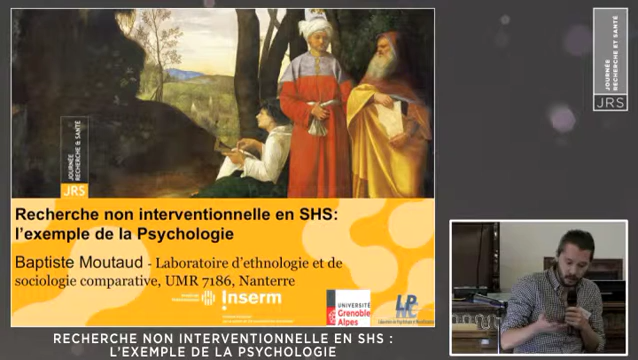 JOURNÉE
RECHERCHE & SANTÉ
JRS
Recherche non interventionnelle en SHS:
l’exemple de la Psychologie
Baptiste Moutaud - Laboratoire d’ethnologie et de
sociologie comparative, UMR 7186, Nanterre
Inserm
UNIVERSITÉ
Grenoble
Alpes
RECHERCHE NON INTERVENTIONNELLE EN SHS :
L'EXEMPLE DE LA PSYCHOLOGIE
JOURNÉE
RECHERCHE ET SANTÉ
JRS